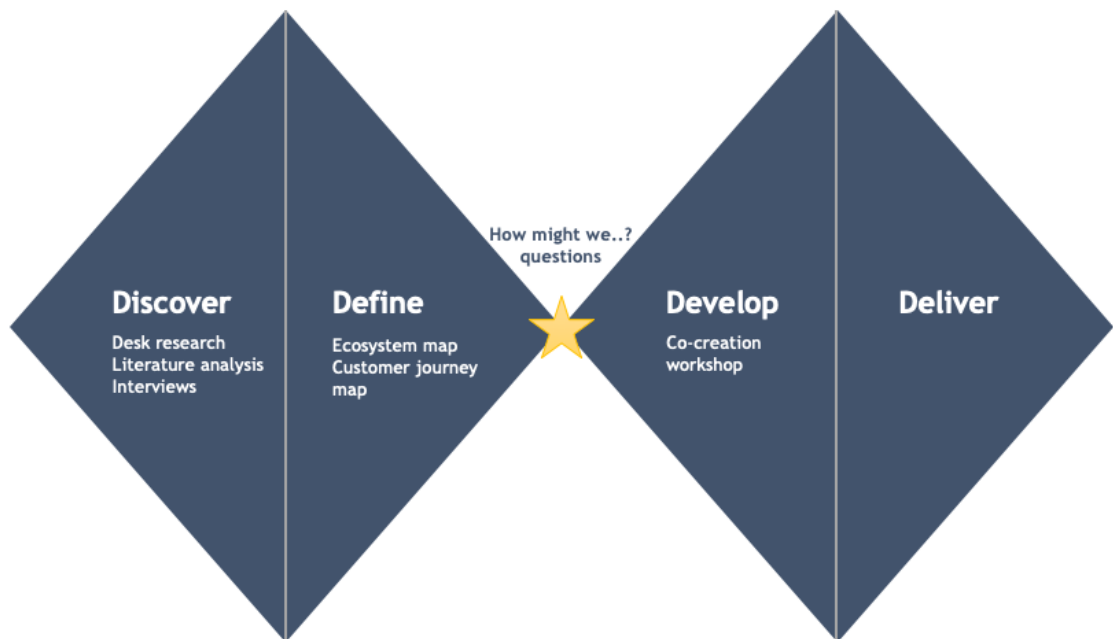 Discover
Desk research
Literature analysis
Interviews
Define
Ecosystem map
Customer journey
map
How might we..?
questions
Develop
Co-creation
workshop
Deliver